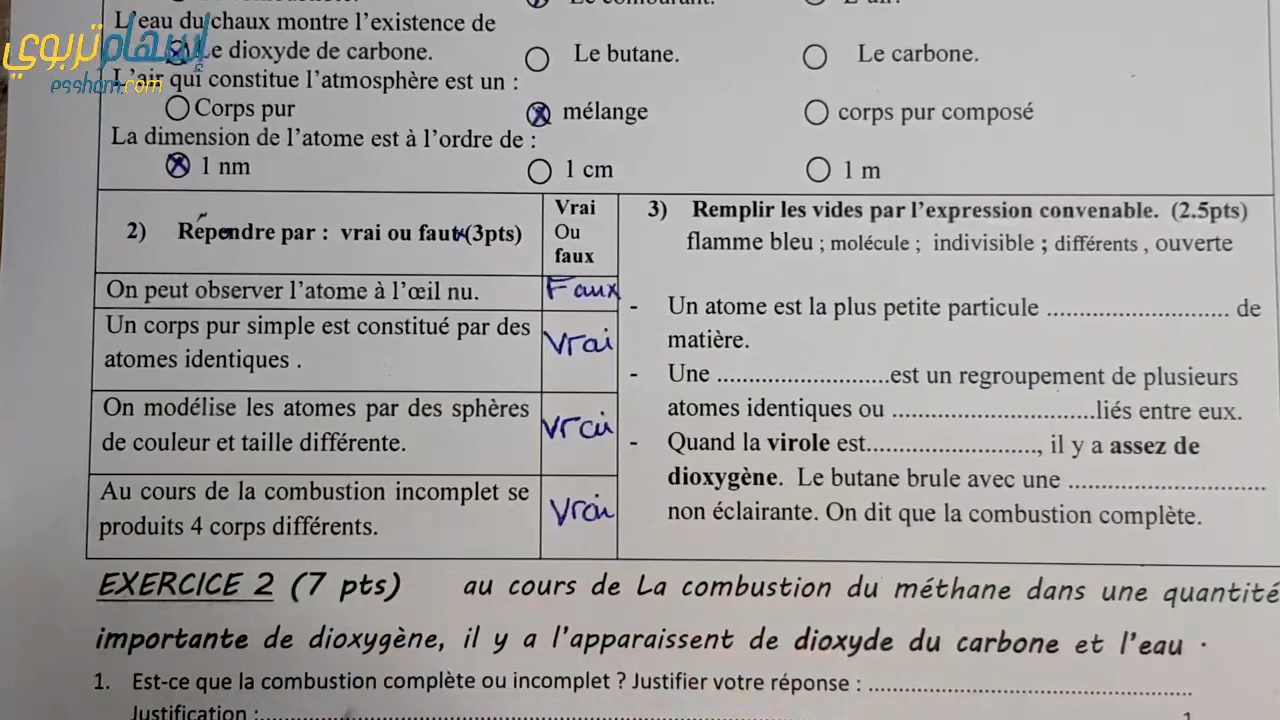 L'eau du chaux montre l'existence de
Le dioxyde de carbone. Le butane. Le carbone.
L'air qui constitue l'atmosphère est un :
Corps pur mélange corps pur composé
La dimension de l'atome est à l'ordre de :
1 nm 1 cm 1 m
إسهام تربوي
essham.com
2) Répondre par : vrai ou faux (3pts)
Vrai
Ou
faux
On peut observer l'atome à l'œil nu. Faux
Un corps pur simple est constitué par des
atomes identiques . Vrai
On modélise les atomes par des sphères
de couleur et taille différente. Vrai
Au cours de la combustion incomplet se
produits 4 corps différents. Vrai
3) Remplir les vides par l'expression convenable. (2.5pts)
flamme bleu ; molécule ; indivisible ; différents , ouverte
- Un atome est la plus petite particule ............................. de
matière.
- Une ...........................est un regroupement de plusieurs
atomes identiques ou ................................liés entre eux.
- Quand la virole est..........................., il y a assez de
dioxygène. Le butane brule avec une ...............................
non éclairante. On dit que la combustion complète.
EXERCICE 2 (7 pts) au cours de La combustion du méthane dans une quantité
importante de dioxygène, il y a l'apparaissent de dioxyde du carbone et l'eau .
1. Est-ce que la combustion complète ou incomplet ? Justifier votre réponse : ....................................................
Justification :